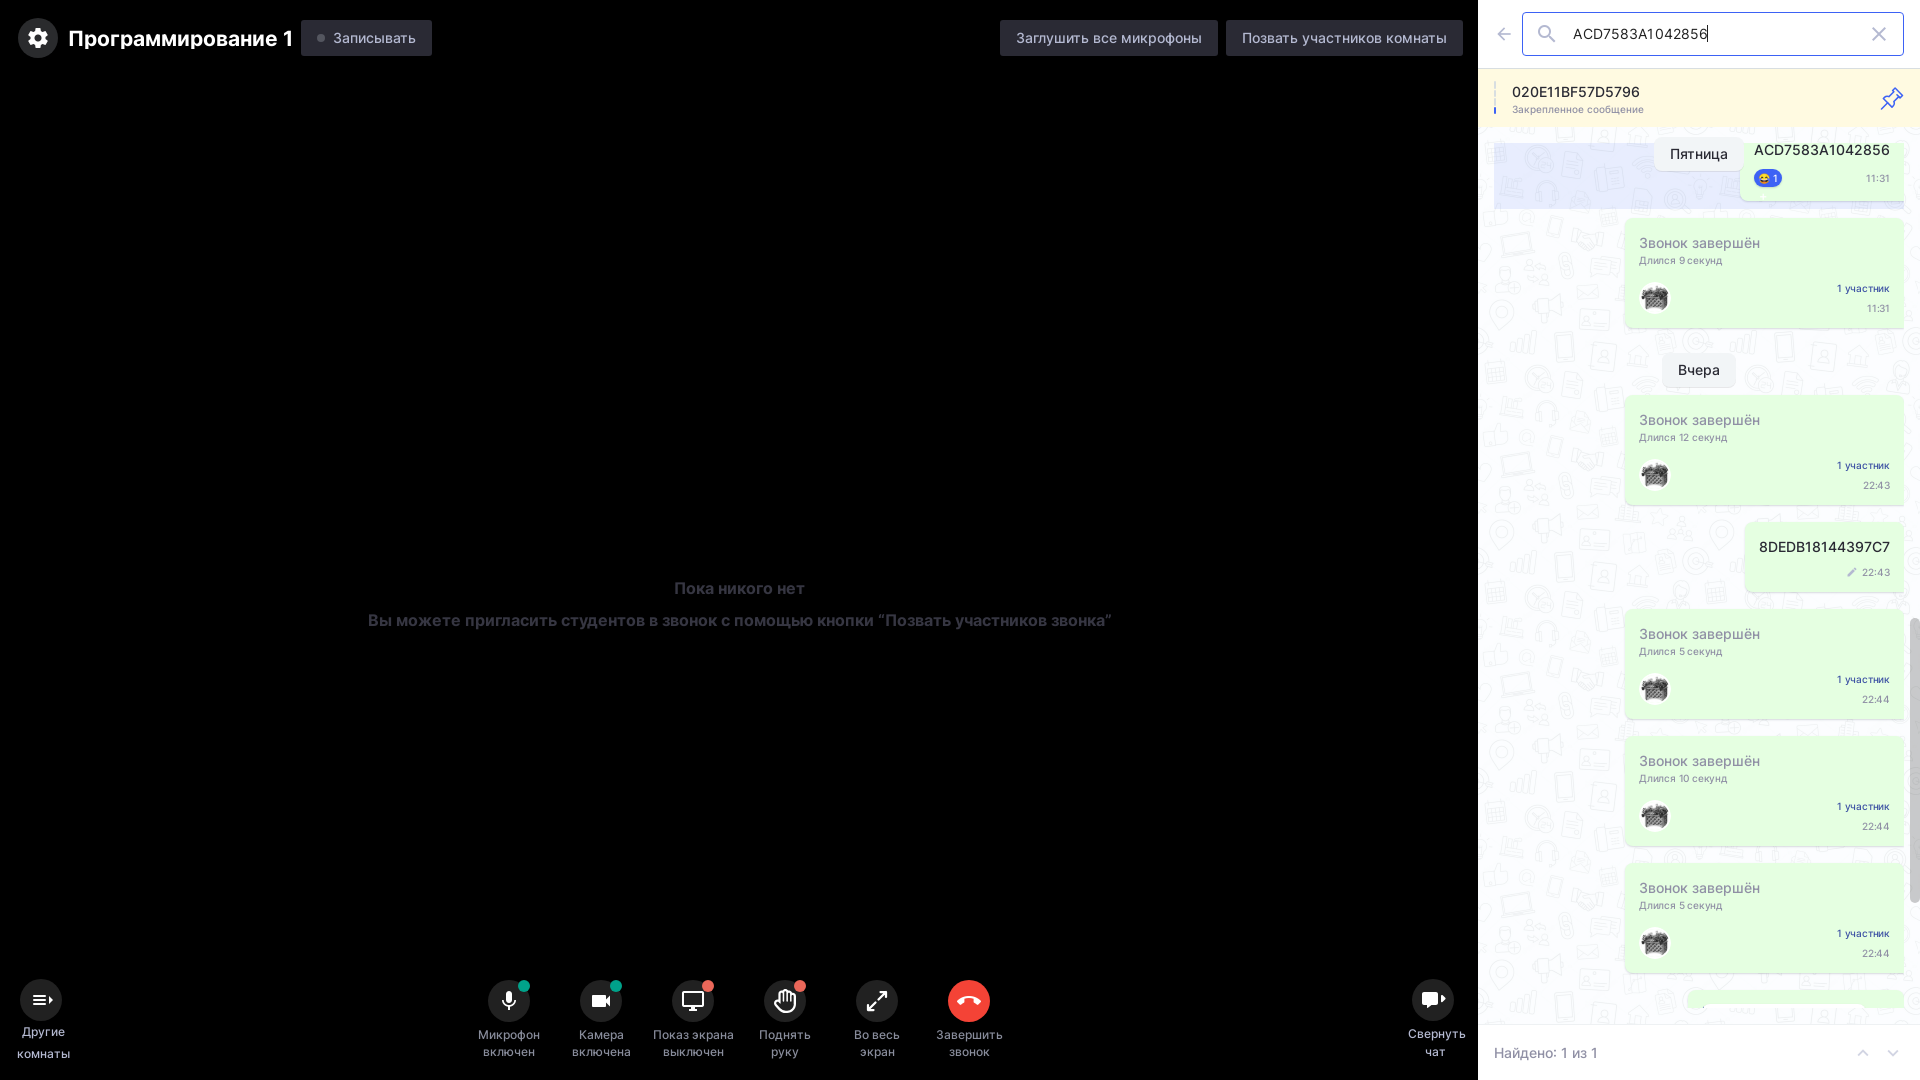 Программирование 1
Записывать
Заглушить все микрофоны
Позвать участников комнаты
ACD7583A1042856
020E11BF57D5796
Закрепленное сообщение
Пятница
ACD7583A1042856
😂 1
11:31
Звонок завершён
Длился 9 секунд
1 участник
11:31
Вчера
Звонок завершён
Длился 12 секунд
1 участник
22:43
8DEDB18144397C7
22:43
Звонок завершён
Длился 5 секунд
1 участник
22:44
Звонок завершён
Длился 10 секунд
1 участник
22:44
Звонок завершён
Длился 5 секунд
1 участник
22:44
Найдено: 1 из 1
Пока никого нет
Вы можете пригласить студентов в звонок с помощью кнопки “Позвать участников звонка”
Другие
комнаты
Микрофон
включен
Камера
включена
Показ экрана
выключен
Поднять
руку
Во весь
экран
Завершить
звонок
Свернуть
чат